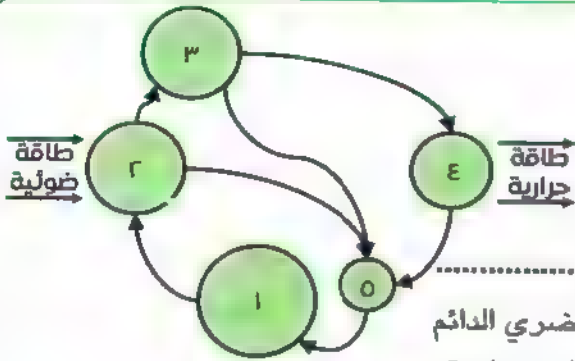 ٣
طاقة
ضوئية
٢
٤
طاقة
حرارية
١
٥
ضري الدائم